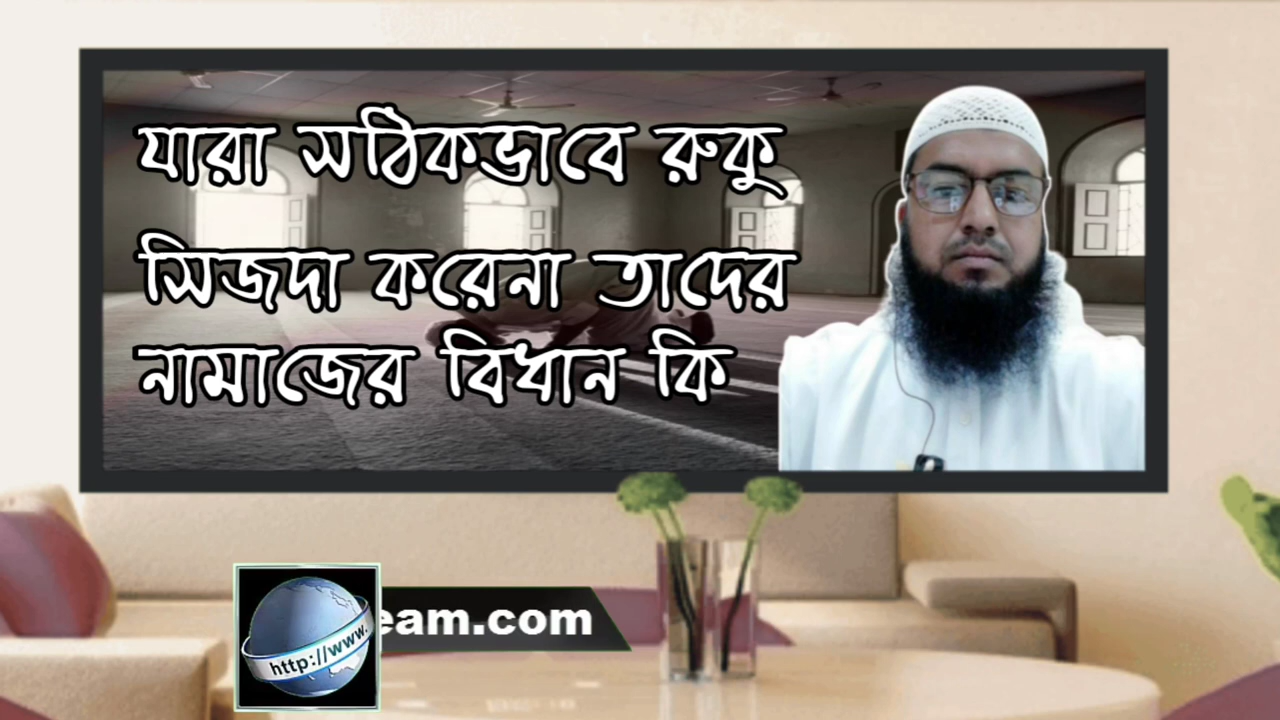 যারা সঠিকভাবে রুকু
সিজদা করেনা তাদের
নামাজের বিধান কি
eam.com
http://www.